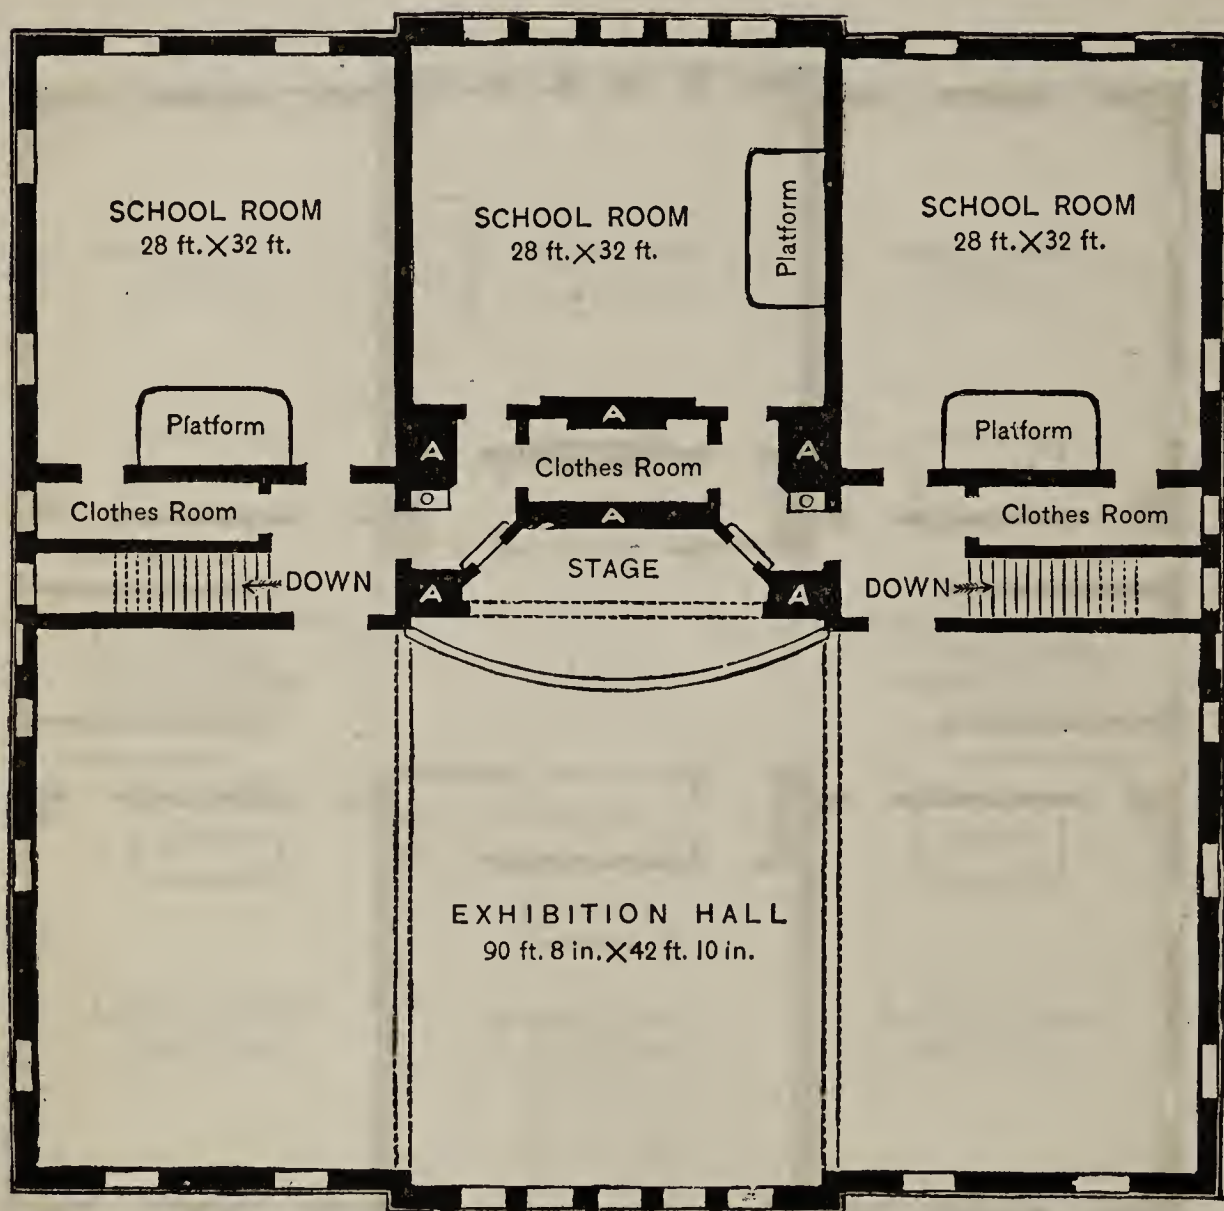 SCHOOL ROOM
28 ft.×32 ft.
Platform
Clothes Room
DOWN
SCHOOL ROOM
28 ft.×32 ft.
Platform
A
A
A
Clothes Room
A
STAGE
A
A
SCHOOL ROOM
28 ft.×32 ft.
Platform
Clothes Room
DOWN
EXHIBITION HALL
90 ft. 8 in.×42 ft. 10 in.